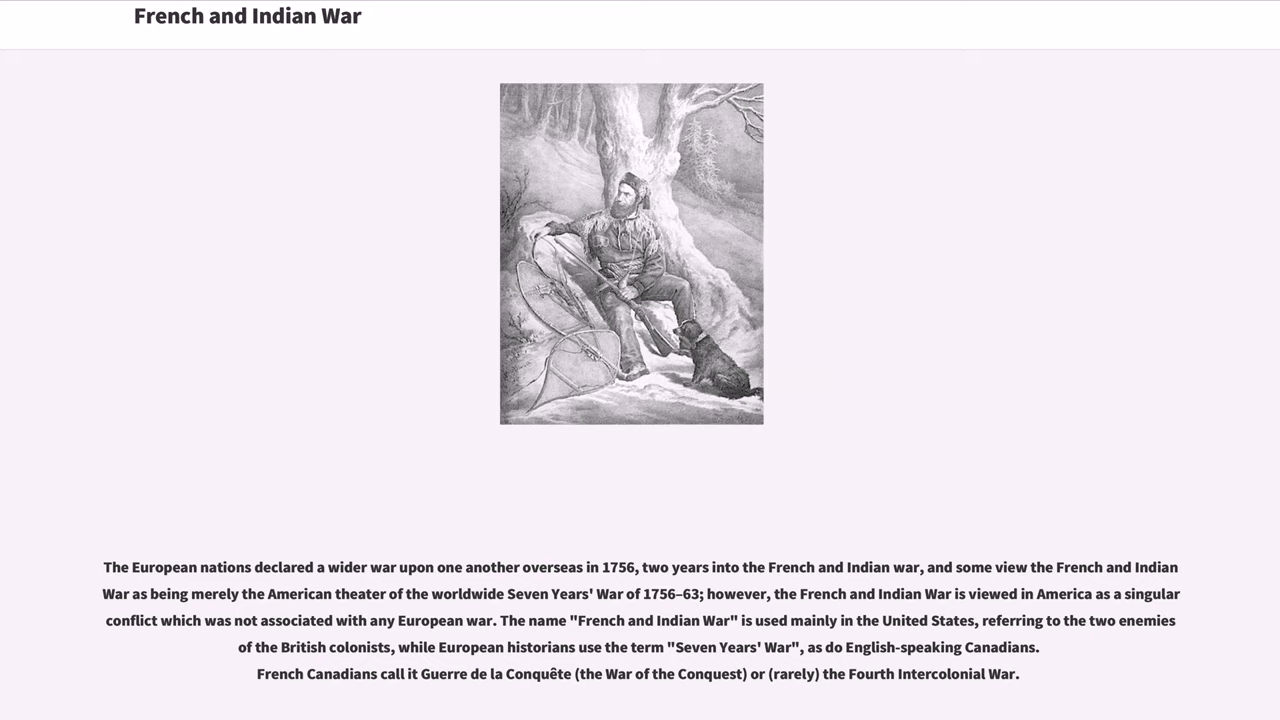 French and Indian War
The European nations declared a wider war upon one another overseas in 1756, two years into the French and Indian war, and some view the French and Indian
War as being merely the American theater of the worldwide Seven Years' War of 1756–63; however, the French and Indian War is viewed in America as a singular
conflict which was not associated with any European war. The name "French and Indian War" is used mainly in the United States, referring to the two enemies
of the British colonists, while European historians use the term "Seven Years' War", as do English-speaking Canadians.
French Canadians call it Guerre de la Conquête (the War of the Conquest) or (rarely) the Fourth Intercolonial War.